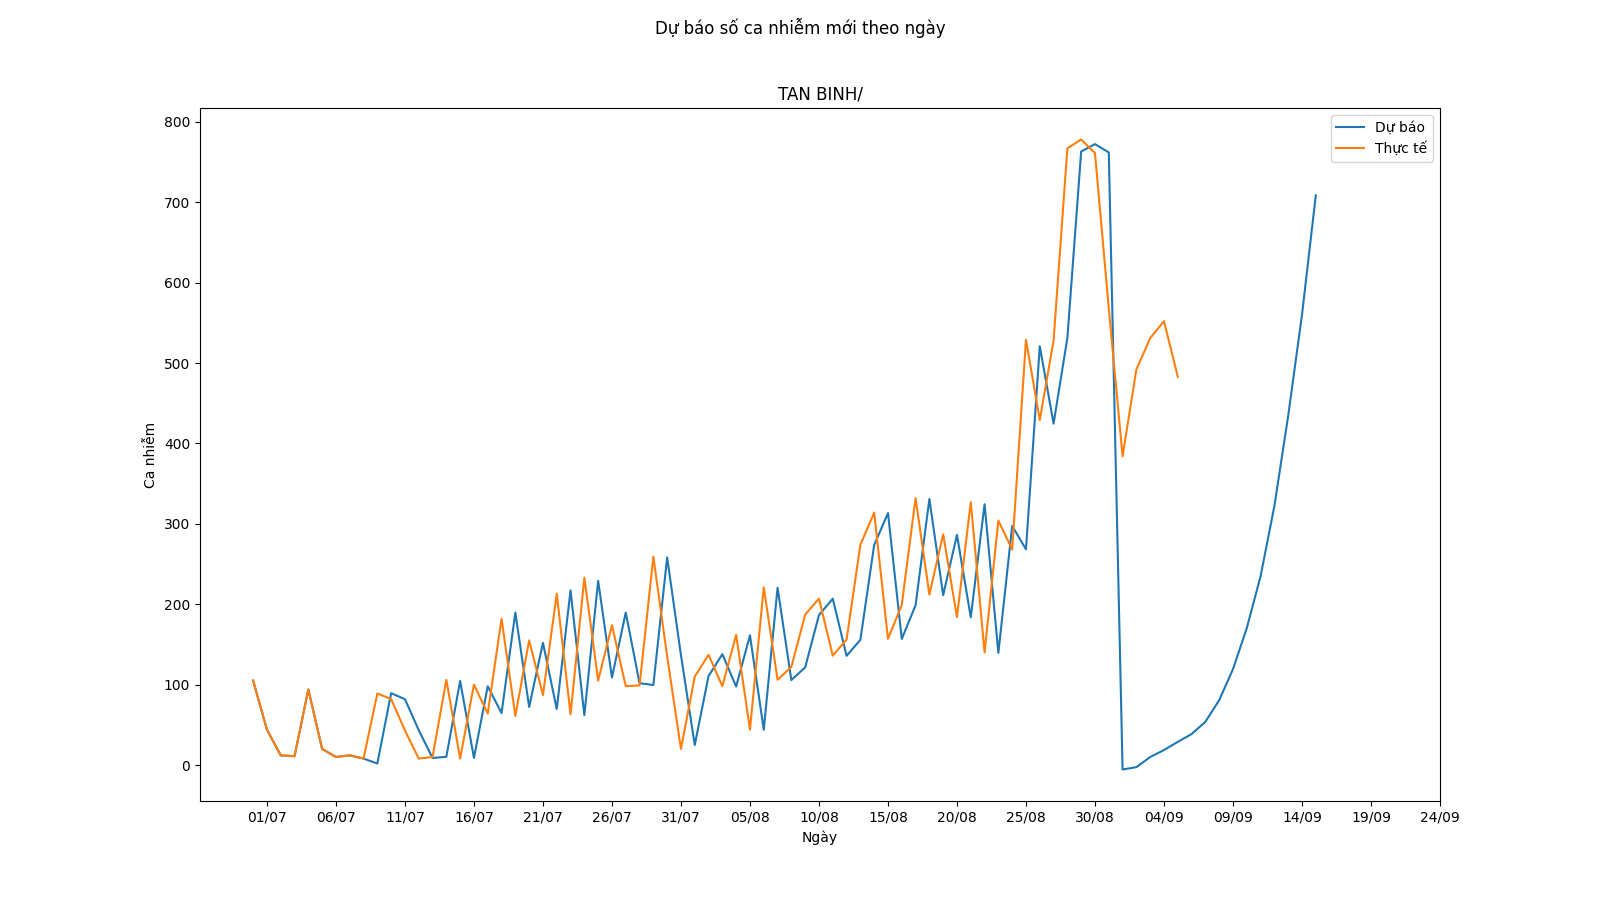 Dự báo số ca nhiễm mới theo ngày
TAN BINH/
Dự báo
Thực tế
800
700
600
500
400
300
200
100
0
Ca nhiễm
01/07 06/07 11/07 16/07 21/07 26/07 31/07 05/08 10/08 15/08 20/08 25/08 30/08 04/09 09/09 14/09 19/09 24/09
Ngày